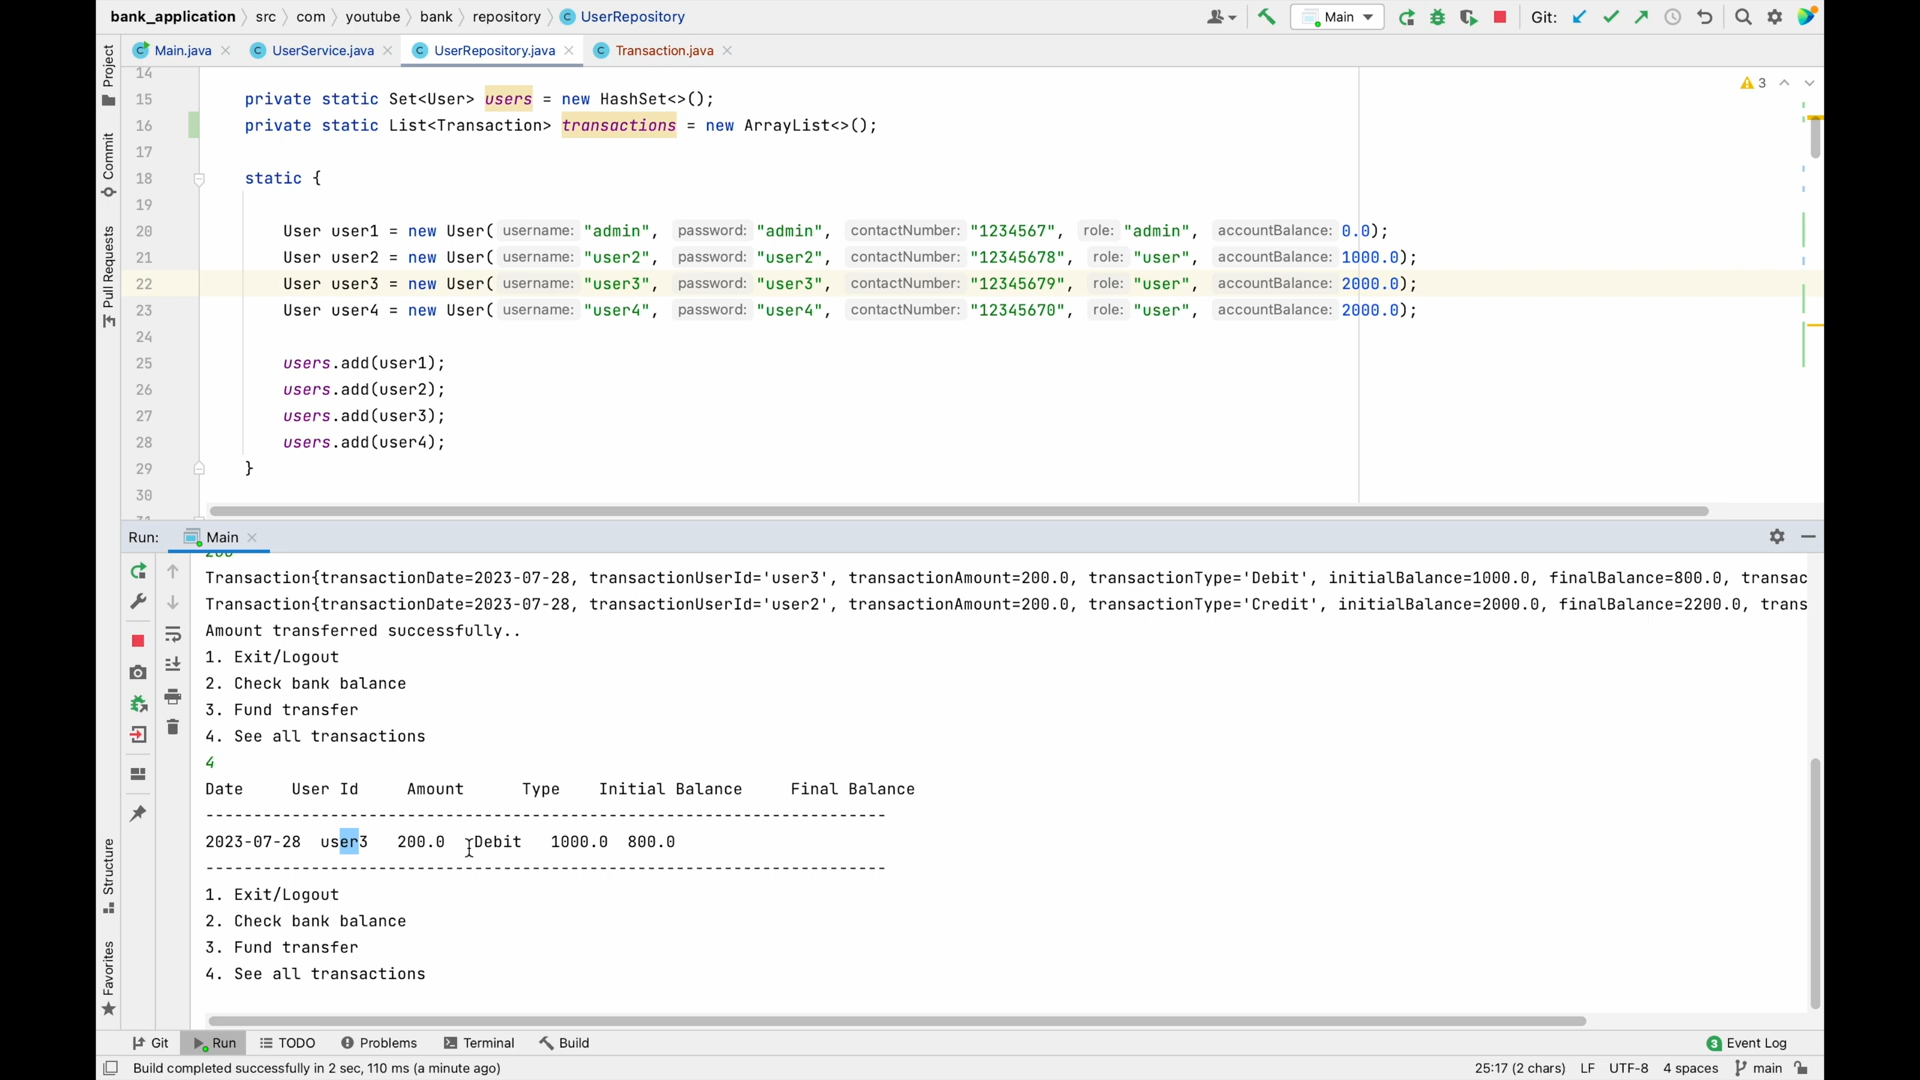 bank_application src com youtube bank repository UserRepository Main Git:
Main.java UserService.java UserRepository.java Transaction.java
Project
Commit
Pull Requests
Structure
Favorites
14
15 private static Set<User> users = new HashSet<>(); 3
16 private static List<Transaction> transactions = new ArrayList<>();
17
18 static {
19
20 User user1 = new User( username: "admin", password: "admin", contactNumber: "1234567", role: "admin", accountBalance: 0.0);
21 User user2 = new User( username: "user2", password: "user2", contactNumber: "12345678", role: "user", accountBalance: 1000.0);
22 User user3 = new User( username: "user3", password: "user3", contactNumber: "12345679", role: "user", accountBalance: 2000.0);
23 User user4 = new User( username: "user4", password: "user4", contactNumber: "12345670", role: "user", accountBalance: 2000.0);
24
25 users.add(user1);
26 users.add(user2);
27 users.add(user3);
28 users.add(user4);
29 }
30
Run: Main
200
Transaction{transactionDate=2023-07-28, transactionUserId='user3', transactionAmount=200.0, transactionType='Debit', initialBalance=1000.0, finalBalance=800.0, transac
Transaction{transactionDate=2023-07-28, transactionUserId='user2', transactionAmount=200.0, transactionType='Credit', initialBalance=2000.0, finalBalance=2200.0, trans
Amount transferred successfully..
1. Exit/Logout
2. Check bank balance
3. Fund transfer
4. See all transactions
4
Date User Id Amount Type Initial Balance Final Balance
-----------------------------------------------------------------------
2023-07-28 user3 200.0 Debit 1000.0 800.0
-----------------------------------------------------------------------
1. Exit/Logout
2. Check bank balance
3. Fund transfer
4. See all transactions
Git Run TODO Problems Terminal Build 3 Event Log
Build completed successfully in 2 sec, 110 ms (a minute ago) 25:17 (2 chars) LF UTF-8 4 spaces main